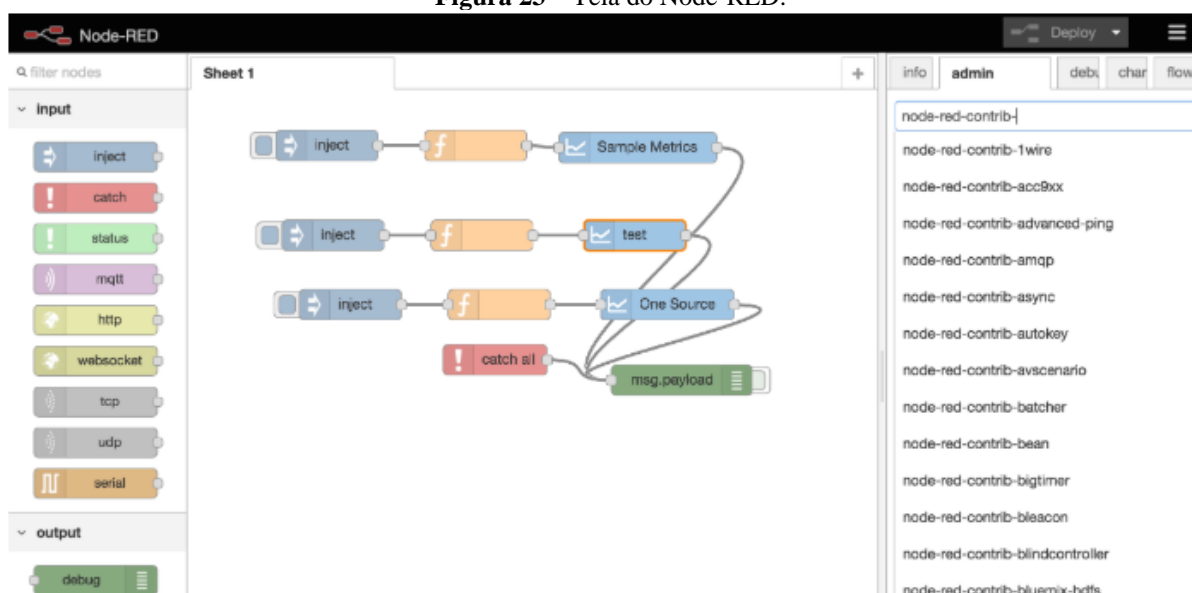 Figura 23 – Tela do Node-RED.
Node-RED
Deploy
filter nodes
Sheet 1
+
info
admin
debu
char
flow
input
inject
catch
status
mqtt
http
websocket
tcp
udp
serial
output
debug
inject
f
Sample Metrics
inject
f
test
inject
f
One Source
catch all
msg.payload
node-red-contrib-
node-red-contrib-1wire
node-red-contrib-acc9xx
node-red-contrib-advanced-ping
node-red-contrib-amqp
node-red-contrib-async
node-red-contrib-autokey
node-red-contrib-avscenario
node-red-contrib-batcher
node-red-contrib-bean
node-red-contrib-bigtimer
node-red-contrib-bleacon
node-red-contrib-blindcontroller
node-red-contrib-bluemix-hdfs